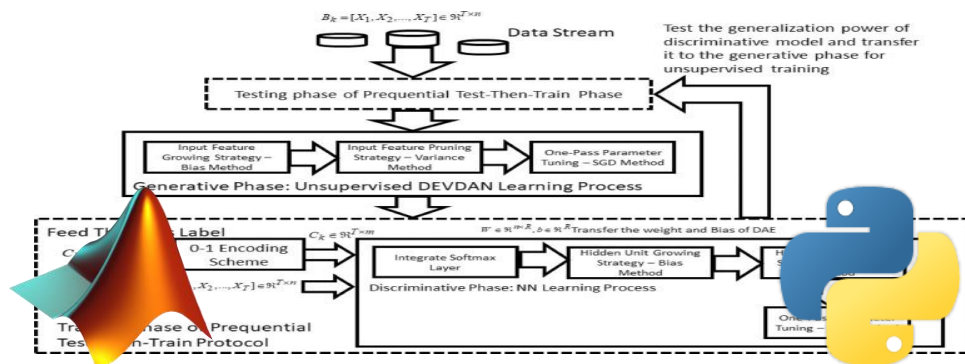 B_k = [X_1, X_2, ..., X_T] ∈ ℜ^{T×n}
Data Stream
Test the generalization power of
discriminative model and transfer
it to the generative phase for
unsupervised training
Testing phase of Prequential Test-Then-Train Phase
Input Feature
Growing Strategy –
Bias Method
Input Feature Pruning
Strategy – Variance
Method
One-Pass Parameter
Tuning – SGD Method
Generative Phase: Unsupervised DEVDAN Learning Process
Feed Th
s Label
C_k ∈ ℜ^{T×m}
W ∈ ℜ^{n×R}, b ∈ ℜ^R Transfer the weight and Bias of DAE
0-1 Encoding
Scheme
Integrate Softmax
Layer
Hidden Unit Growing
Strategy – Bias
Method
X_2, ..., X_T] ∈ ℜ^{T×n}
Discriminative Phase: NN Learning Process
Tuning –
phase of Prequential
Test-Then-Train Protocol